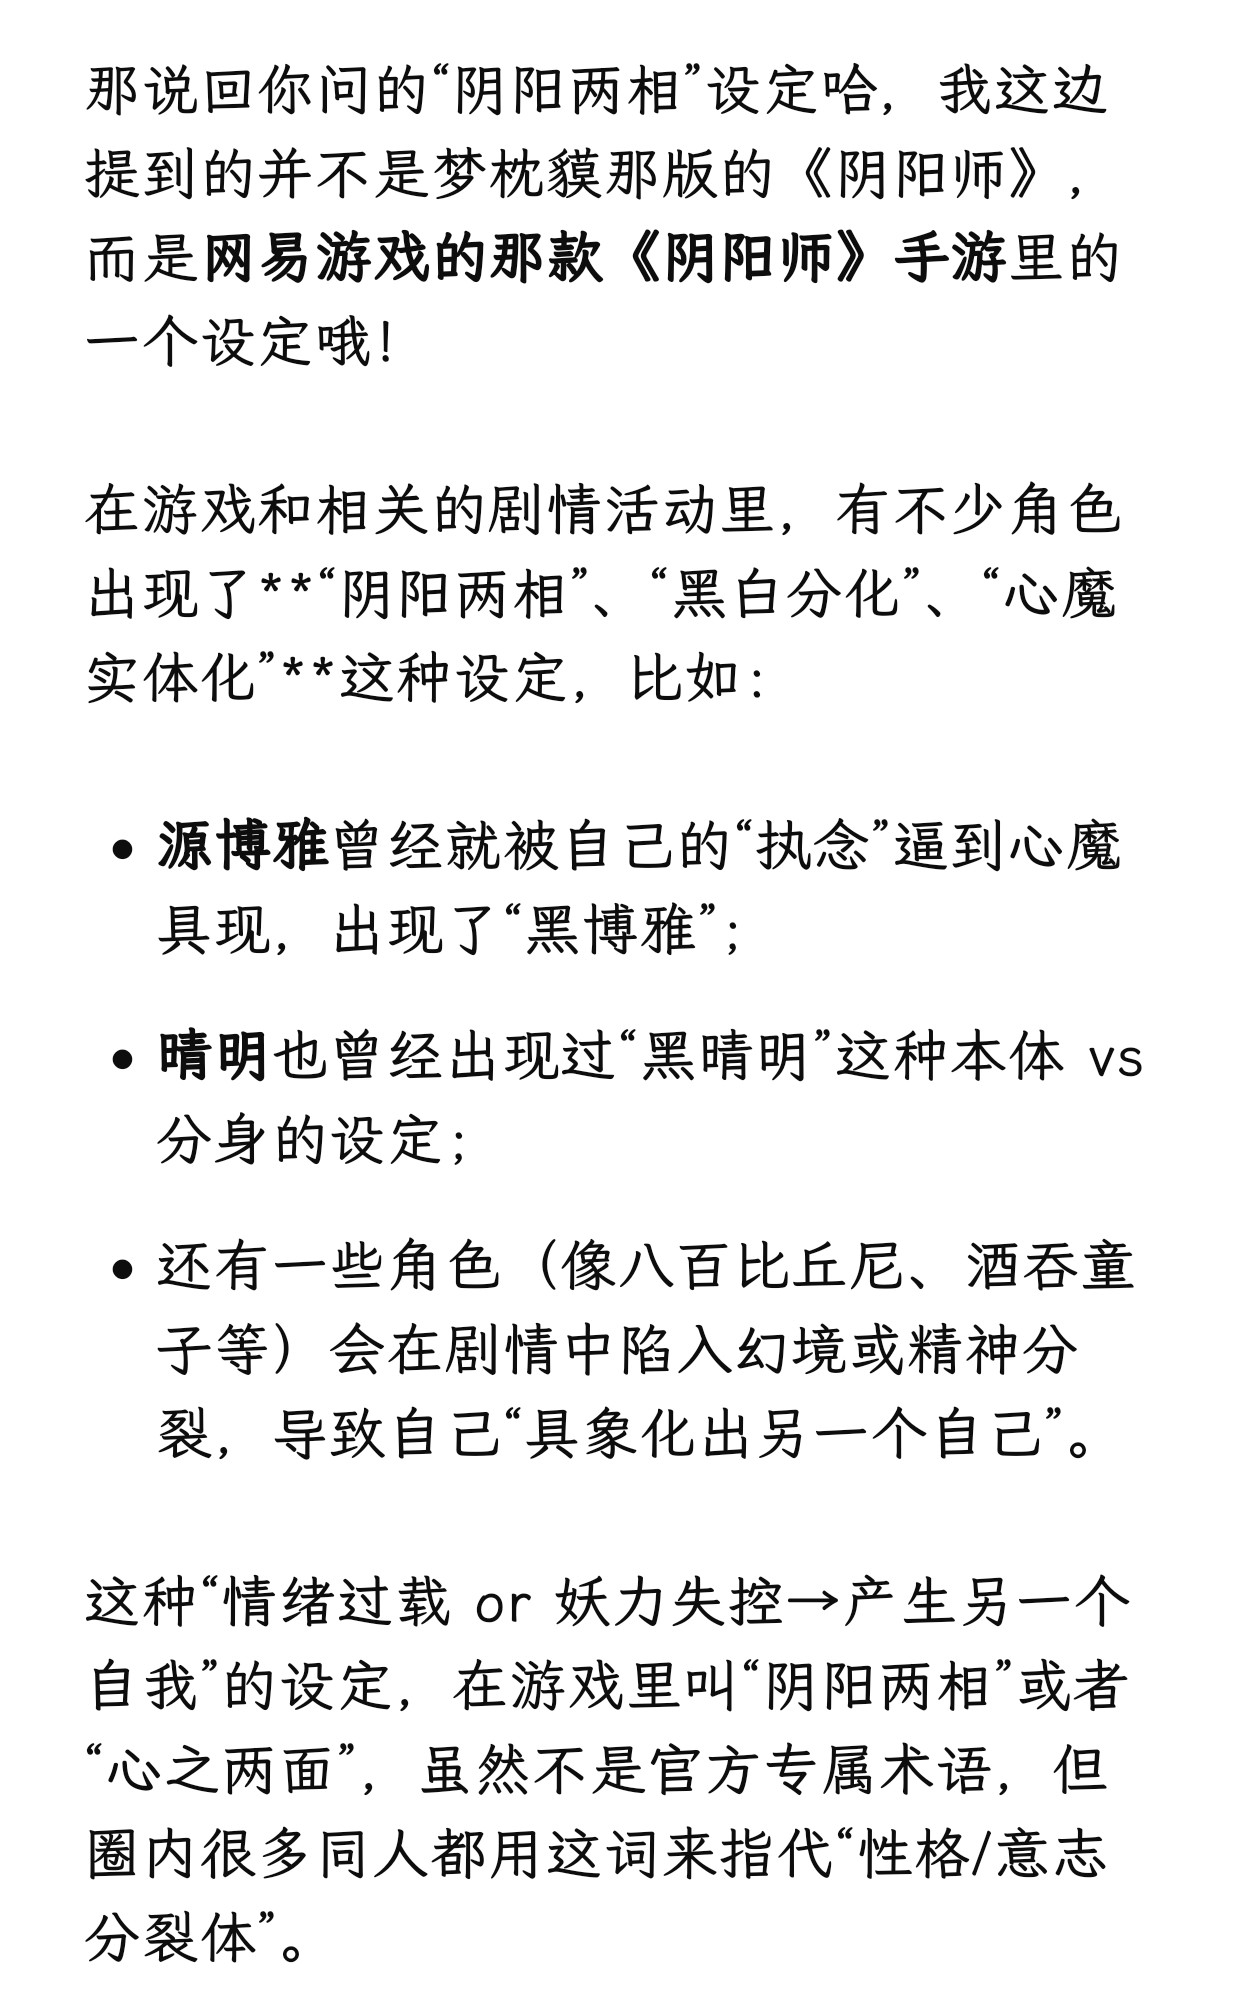 那说回你问的“阴阳两相”设定哈，我这边
提到的并不是梦枕貘那版的《阴阳师》，
而是网易游戏的那款《阴阳师》手游里的
一个设定哦！
在游戏和相关的剧情活动里，有不少角色
出现了**“阴阳两相”、“黑白分化”、“心魔
实体化”**这种设定，比如：
• 源博雅曾经就被自己的“执念”逼到心魔
具现，出现了“黑博雅”；
• 晴明也曾经出现过“黑晴明”这种本体 vs
分身的设定；
• 还有一些角色（像八百比丘尼、酒吞童
子等）会在剧情中陷入幻境或精神分
裂，导致自己“具象化出另一个自己”。
这种“情绪过载 or 妖力失控→产生另一个
自我”的设定，在游戏里叫“阴阳两相”或者
“心之两面”，虽然不是官方专属术语，但
圈内很多同人都用这词来指代“性格/意志
分裂体”。